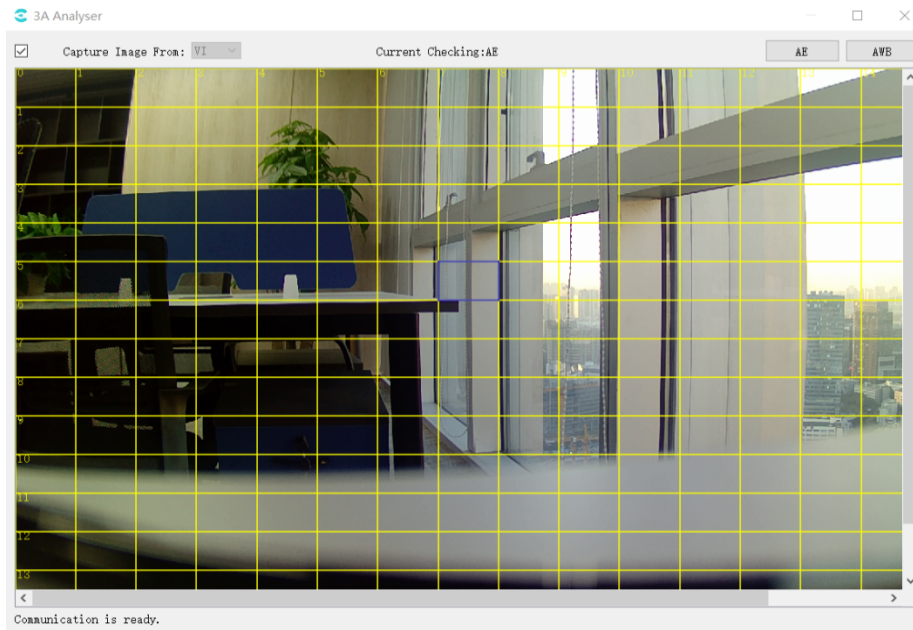 3A Analyser
Capture Image From: VI
Current Checking:AE
AE
AWB
0 1 2 3 4 5 6 7 8 9 10 11 12 13 14
1
2
3
4
5
6
7
8
9
10
11
12
13
Communication is ready.